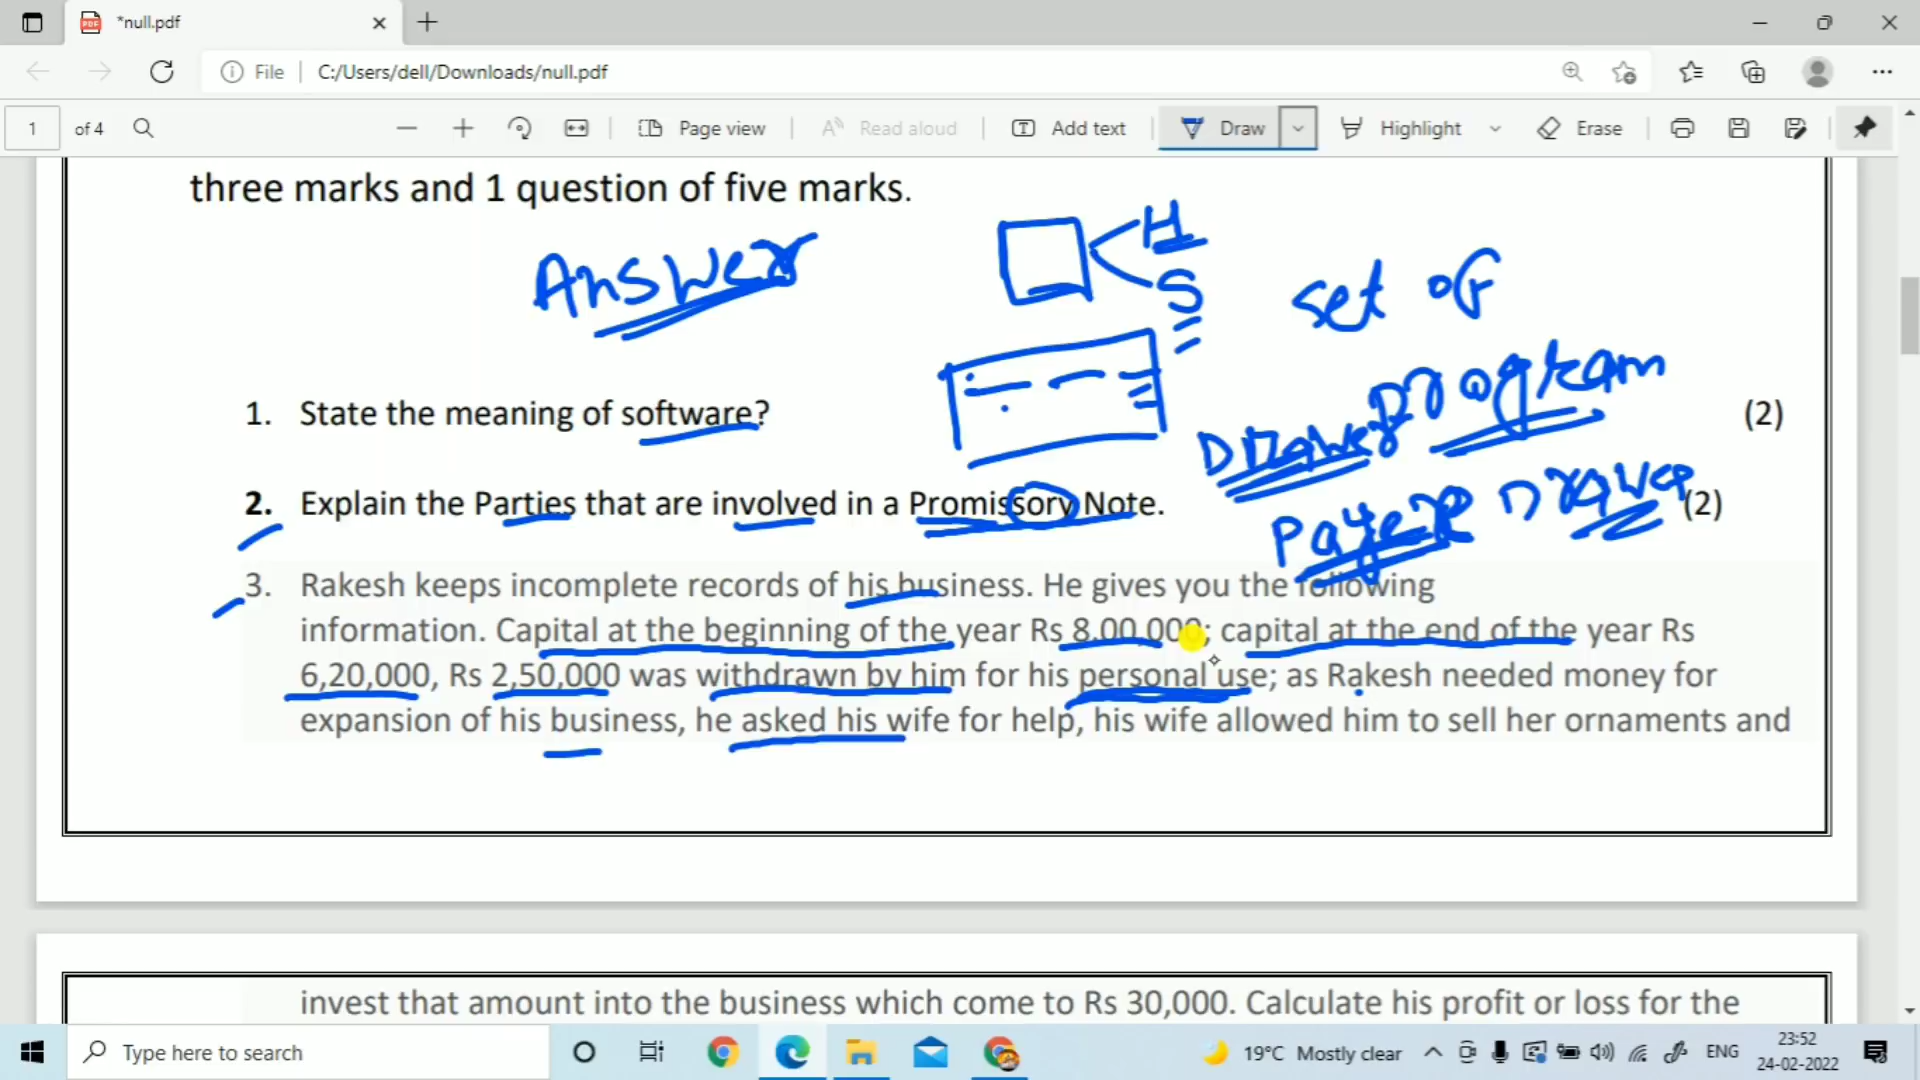 *null.pdf
File
C:/Users/dell/Downloads/null.pdf
1 of 4
Page view
Read aloud
Add text
Draw
Highlight
Erase
three marks and 1 question of five marks.
Answer
H
S
set of
Program
1. State the meaning of software? (2)
Drawer
2. Explain the Parties that are involved in a Promissory Note. (2)
Payee Drawee
3. Rakesh keeps incomplete records of his business. He gives you the following
information. Capital at the beginning of the year Rs 8,00,000; capital at the end of the year Rs
6,20,000, Rs 2,50,000 was withdrawn by him for his personal use; as Rakesh needed money for
expansion of his business, he asked his wife for help, his wife allowed him to sell her ornaments and
invest that amount into the business which come to Rs 30,000. Calculate his profit or loss for the
Type here to search
19°C Mostly clear
ENG
23:52
24-02-2022